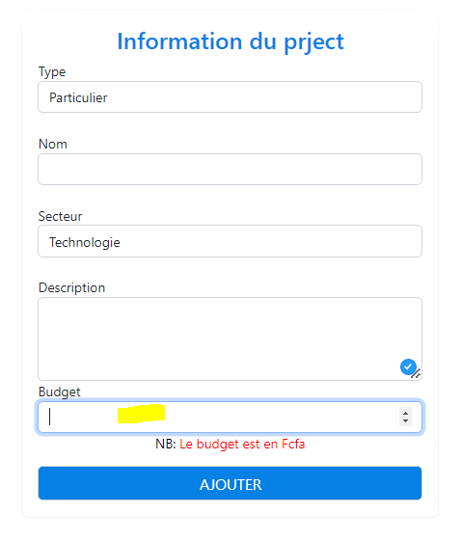 Information du prject
Type
Particulier
Nom
Secteur
Technologie
Description
Budget
NB: Le budget est en Fcfa
AJOUTER